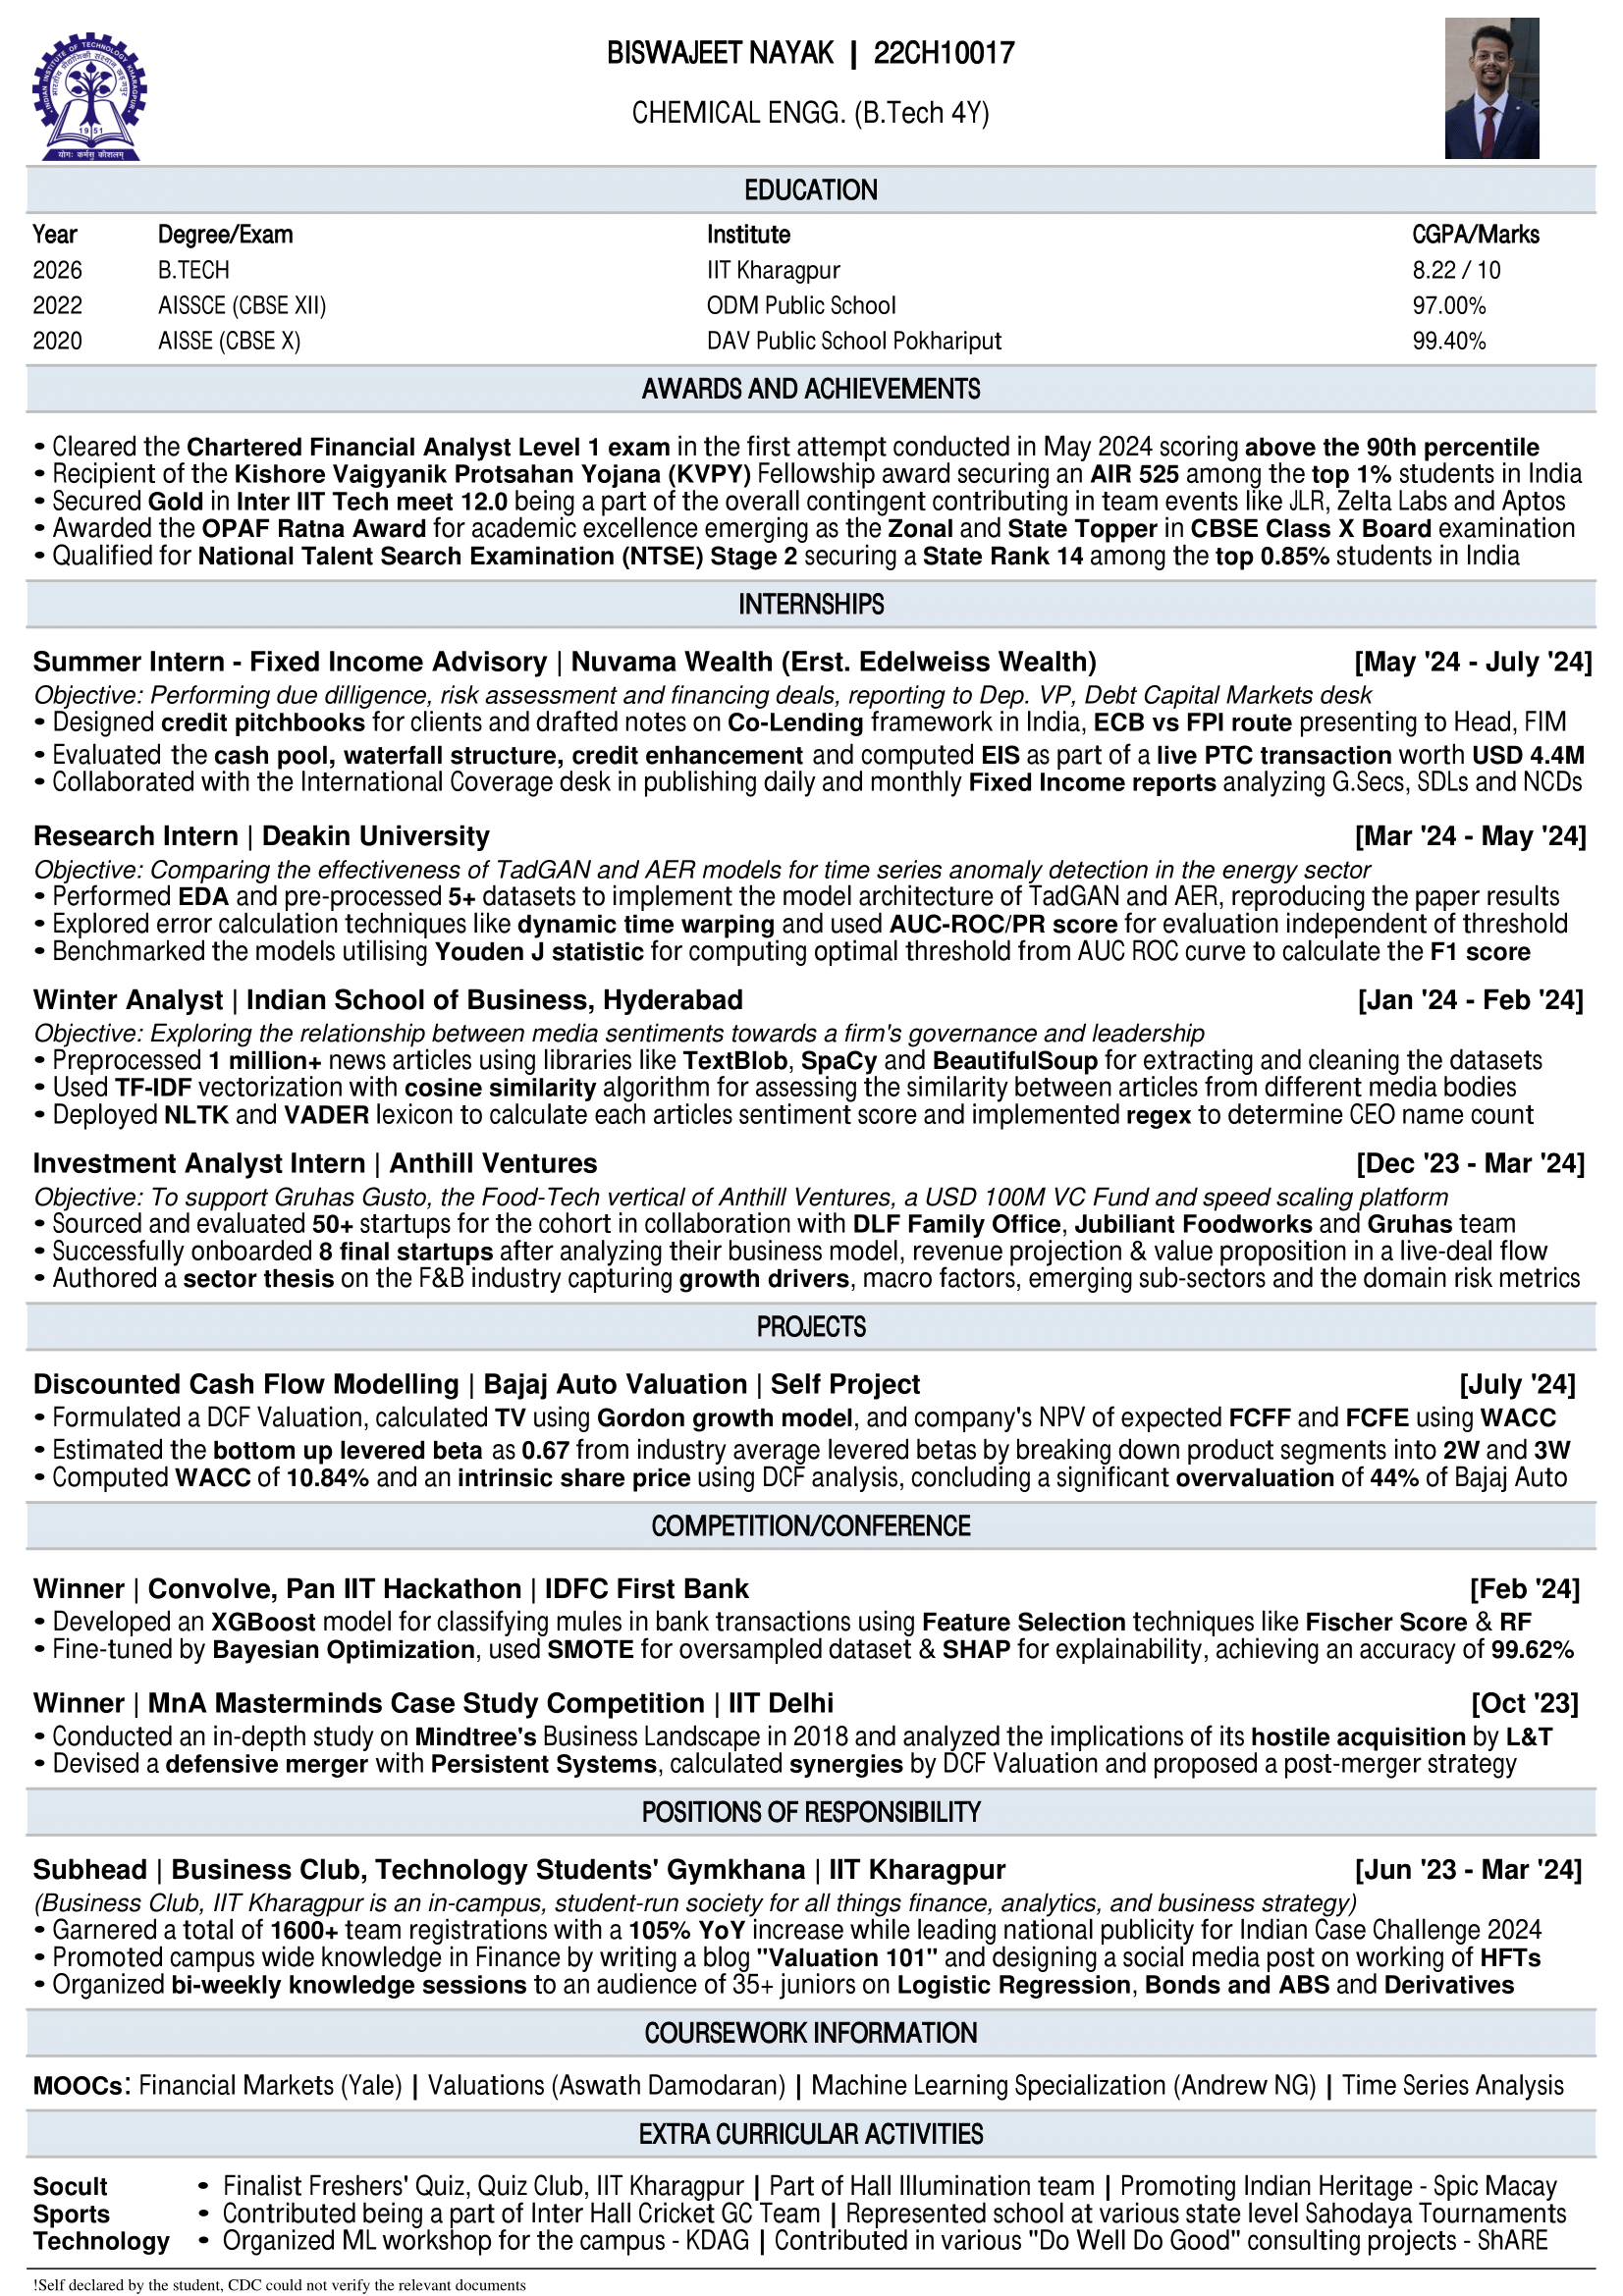 INDIAN INSTITUTE OF TECHNOLOGY KHARAGPUR
भारतीय प्रौद्योगिकी संस्थान खड़गपुर
1951
योगः कर्मसु कौशलम्
BISWAJEET NAYAK | 22CH10017
CHEMICAL ENGG. (B.Tech 4Y)
EDUCATION
Year Degree/Exam Institute CGPA/Marks
2026 B.TECH IIT Kharagpur 8.22 / 10
2022 AISSCE (CBSE XII) ODM Public School 97.00%
2020 AISSE (CBSE X) DAV Public School Pokhariput 99.40%
AWARDS AND ACHIEVEMENTS
• Cleared the Chartered Financial Analyst Level 1 exam in the first attempt conducted in May 2024 scoring above the 90th percentile
• Recipient of the Kishore Vaigyanik Protsahan Yojana (KVPY) Fellowship award securing an AIR 525 among the top 1% students in India
• Secured Gold in Inter IIT Tech meet 12.0 being a part of the overall contingent contributing in team events like JLR, Zelta Labs and Aptos
• Awarded the OPAF Ratna Award for academic excellence emerging as the Zonal and State Topper in CBSE Class X Board examination
• Qualified for National Talent Search Examination (NTSE) Stage 2 securing a State Rank 14 among the top 0.85% students in India
INTERNSHIPS
Summer Intern - Fixed Income Advisory | Nuvama Wealth (Erst. Edelweiss Wealth) [May '24 - July '24]
Objective: Performing due dilligence, risk assessment and financing deals, reporting to Dep. VP, Debt Capital Markets desk
• Designed credit pitchbooks for clients and drafted notes on Co-Lending framework in India, ECB vs FPI route presenting to Head, FIM
• Evaluated the cash pool, waterfall structure, credit enhancement and computed EIS as part of a live PTC transaction worth USD 4.4M
• Collaborated with the International Coverage desk in publishing daily and monthly Fixed Income reports analyzing G.Secs, SDLs and NCDs
Research Intern | Deakin University [Mar '24 - May '24]
Objective: Comparing the effectiveness of TadGAN and AER models for time series anomaly detection in the energy sector
• Performed EDA and pre-processed 5+ datasets to implement the model architecture of TadGAN and AER, reproducing the paper results
• Explored error calculation techniques like dynamic time warping and used AUC-ROC/PR score for evaluation independent of threshold
• Benchmarked the models utilising Youden J statistic for computing optimal threshold from AUC ROC curve to calculate the F1 score
Winter Analyst | Indian School of Business, Hyderabad [Jan '24 - Feb '24]
Objective: Exploring the relationship between media sentiments towards a firm's governance and leadership
• Preprocessed 1 million+ news articles using libraries like TextBlob, SpaCy and BeautifulSoup for extracting and cleaning the datasets
• Used TF-IDF vectorization with cosine similarity algorithm for assessing the similarity between articles from different media bodies
• Deployed NLTK and VADER lexicon to calculate each articles sentiment score and implemented regex to determine CEO name count
Investment Analyst Intern | Anthill Ventures [Dec '23 - Mar '24]
Objective: To support Gruhas Gusto, the Food-Tech vertical of Anthill Ventures, a USD 100M VC Fund and speed scaling platform
• Sourced and evaluated 50+ startups for the cohort in collaboration with DLF Family Office, Jubiliant Foodworks and Gruhas team
• Successfully onboarded 8 final startups after analyzing their business model, revenue projection & value proposition in a live-deal flow
• Authored a sector thesis on the F&B industry capturing growth drivers, macro factors, emerging sub-sectors and the domain risk metrics
PROJECTS
Discounted Cash Flow Modelling | Bajaj Auto Valuation | Self Project [July '24]
• Formulated a DCF Valuation, calculated TV using Gordon growth model, and company's NPV of expected FCFF and FCFE using WACC
• Estimated the bottom up levered beta as 0.67 from industry average levered betas by breaking down product segments into 2W and 3W
• Computed WACC of 10.84% and an intrinsic share price using DCF analysis, concluding a significant overvaluation of 44% of Bajaj Auto
COMPETITION/CONFERENCE
Winner | Convolve, Pan IIT Hackathon | IDFC First Bank [Feb '24]
• Developed an XGBoost model for classifying mules in bank transactions using Feature Selection techniques like Fischer Score & RF
• Fine-tuned by Bayesian Optimization, used SMOTE for oversampled dataset & SHAP for explainability, achieving an accuracy of 99.62%
Winner | MnA Masterminds Case Study Competition | IIT Delhi [Oct '23]
• Conducted an in-depth study on Mindtree's Business Landscape in 2018 and analyzed the implications of its hostile acquisition by L&T
• Devised a defensive merger with Persistent Systems, calculated synergies by DCF Valuation and proposed a post-merger strategy
POSITIONS OF RESPONSIBILITY
Subhead | Business Club, Technology Students' Gymkhana | IIT Kharagpur [Jun '23 - Mar '24]
(Business Club, IIT Kharagpur is an in-campus, student-run society for all things finance, analytics, and business strategy)
• Garnered a total of 1600+ team registrations with a 105% YoY increase while leading national publicity for Indian Case Challenge 2024
• Promoted campus wide knowledge in Finance by writing a blog "Valuation 101" and designing a social media post on working of HFTs
• Organized bi-weekly knowledge sessions to an audience of 35+ juniors on Logistic Regression, Bonds and ABS and Derivatives
COURSEWORK INFORMATION
MOOCs: Financial Markets (Yale) | Valuations (Aswath Damodaran) | Machine Learning Specialization (Andrew NG) | Time Series Analysis
EXTRA CURRICULAR ACTIVITIES
Socult • Finalist Freshers' Quiz, Quiz Club, IIT Kharagpur | Part of Hall Illumination team | Promoting Indian Heritage - Spic Macay
Sports • Contributed being a part of Inter Hall Cricket GC Team | Represented school at various state level Sahodaya Tournaments
Technology • Organized ML workshop for the campus - KDAG | Contributed in various "Do Well Do Good" consulting projects - ShARE
!Self declared by the student, CDC could not verify the relevant documents